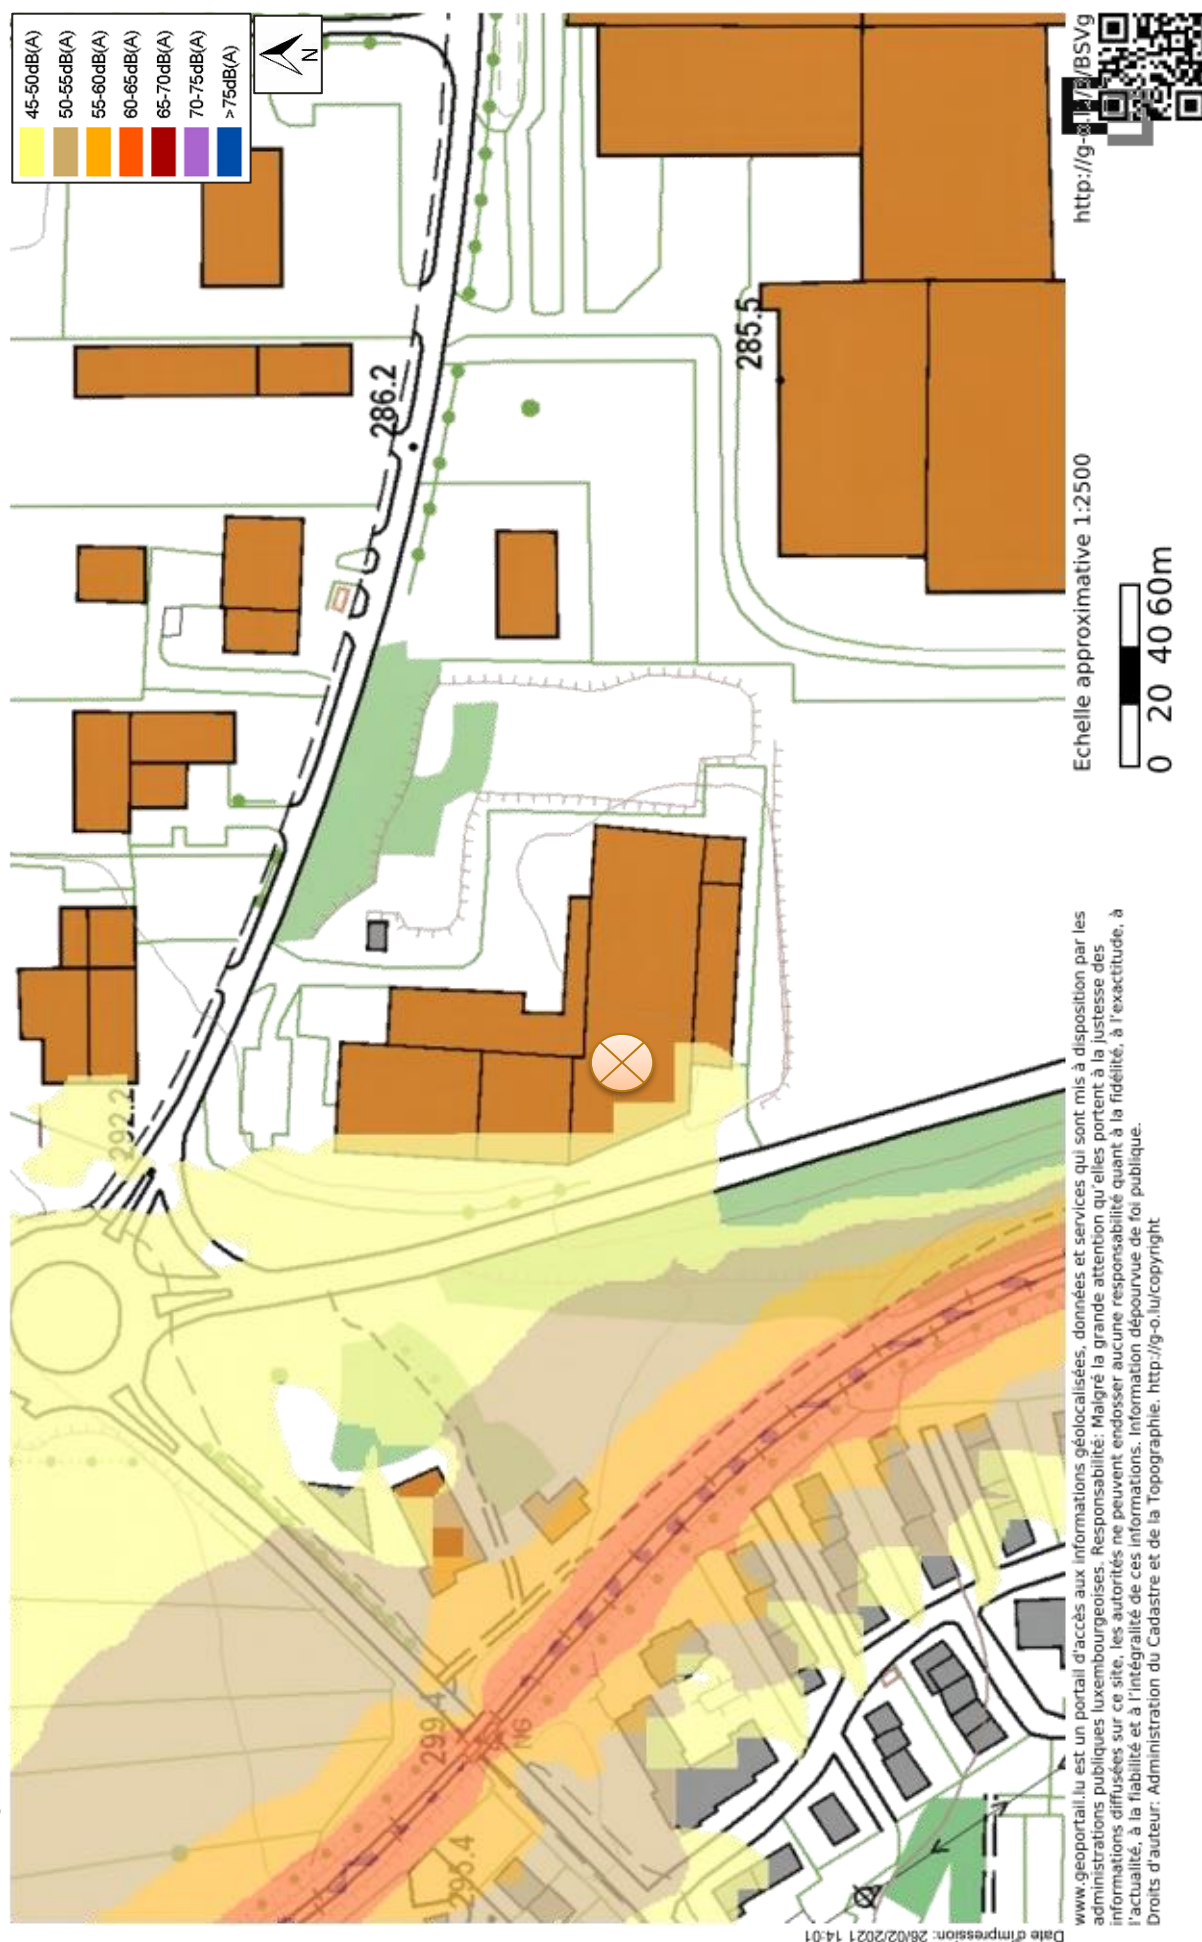 45-50dB(A)
50-55dB(A)
55-60dB(A)
60-65dB(A)
65-70dB(A)
70-75dB(A)
>75dB(A)
N
286.2
285.5
292.2
299.4
N6
295.4
http://g-o.lu/3/BSVg
Echelle approximative 1:2500
0 20 40 60m
www.geoportail.lu est un portail d'accès aux informations géolocalisées, données et services qui sont mis à disposition par les
administrations publiques luxembourgeoises. Responsabilité: Malgré la grande attention qu'elles portent à la justesse des
informations diffusées sur ce site, les autorités ne peuvent endosser aucune responsabilité quant à la fidélité, à l'exactitude, à
l'actualité, à la fiabilité et à l'intégralité de ces informations. Information dépourvue de foi publique.
Droits d'auteur: Administration du Cadastre et de la Topographie. http://g-o.lu/copyright
Date d'impression: 26/02/2021 14:01